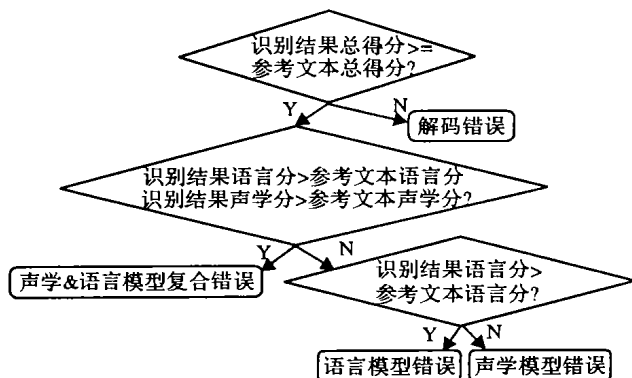 识别结果总得分>=
参考文本总得分?
Y
N
解码错误
识别结果语言分>参考文本语言分
识别结果声学分>参考文本声学分?
Y
N
声学&语言模型复合错误
识别结果语言分>
参考文本语言分?
Y
N
语言模型错误
声学模型错误